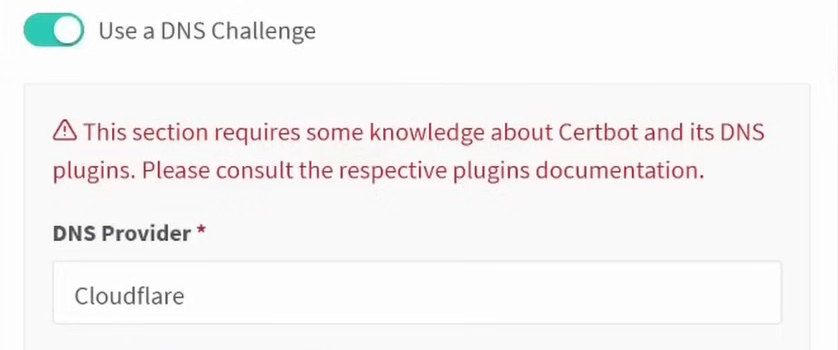 Use a DNS Challenge
This section requires some knowledge about Certbot and its DNS
plugins. Please consult the respective plugins documentation.
DNS Provider *
Cloudflare